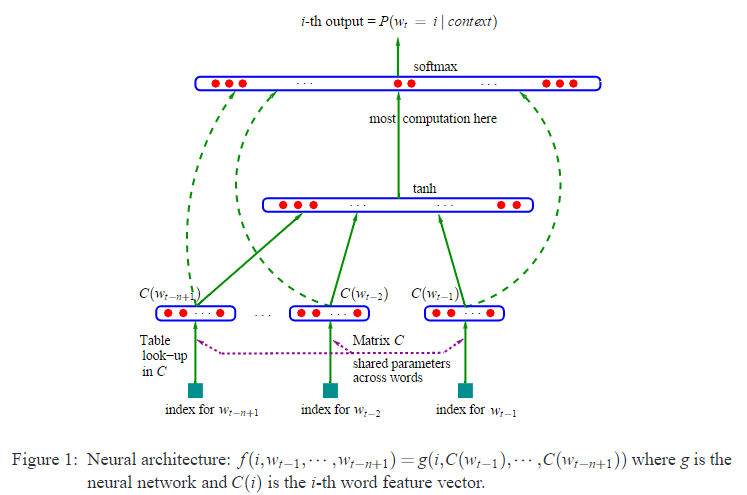 i-th output = P(w_t = i | context)
softmax
. . .
. . .
most computation here
tanh
. . .
. . .
C(w_{t−n+1})
C(w_{t−2})
C(w_{t−1})
. . .
. . .
. . .
. . .
Table
look−up
in C
Matrix C
shared parameters
across words
index for w_{t−n+1}
index for w_{t−2}
index for w_{t−1}
Figure 1: Neural architecture: f(i,w_{t−1},··· ,w_{t−n+1}) = g(i,C(w_{t−1}),··· ,C(w_{t−n+1})) where g is the
neural network and C(i) is the i-th word feature vector.